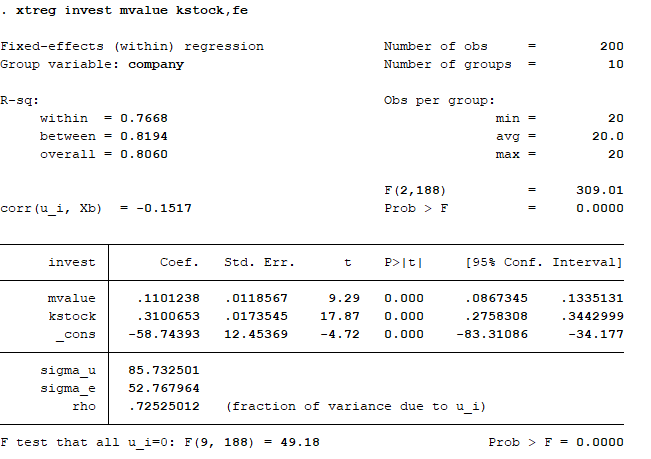 . xtreg invest mvalue kstock,fe
Fixed-effects (within) regression Number of obs = 200
Group variable: company Number of groups = 10
R-sq: Obs per group:
within = 0.7668 min = 20
between = 0.8194 avg = 20.0
overall = 0.8060 max = 20
F(2,188) = 309.01
corr(u_i, Xb) = -0.1517 Prob > F = 0.0000
invest Coef. Std. Err. t P>|t| [95% Conf. Interval]
mvalue .1101238 .0118567 9.29 0.000 .0867345 .1335131
kstock .3100653 .0173545 17.87 0.000 .2758308 .3442999
_cons -58.74393 12.45369 -4.72 0.000 -83.31086 -34.177
sigma_u 85.732501
sigma_e 52.767964
rho .72525012 (fraction of variance due to u_i)
F test that all u_i=0: F(9, 188) = 49.18 Prob > F = 0.0000